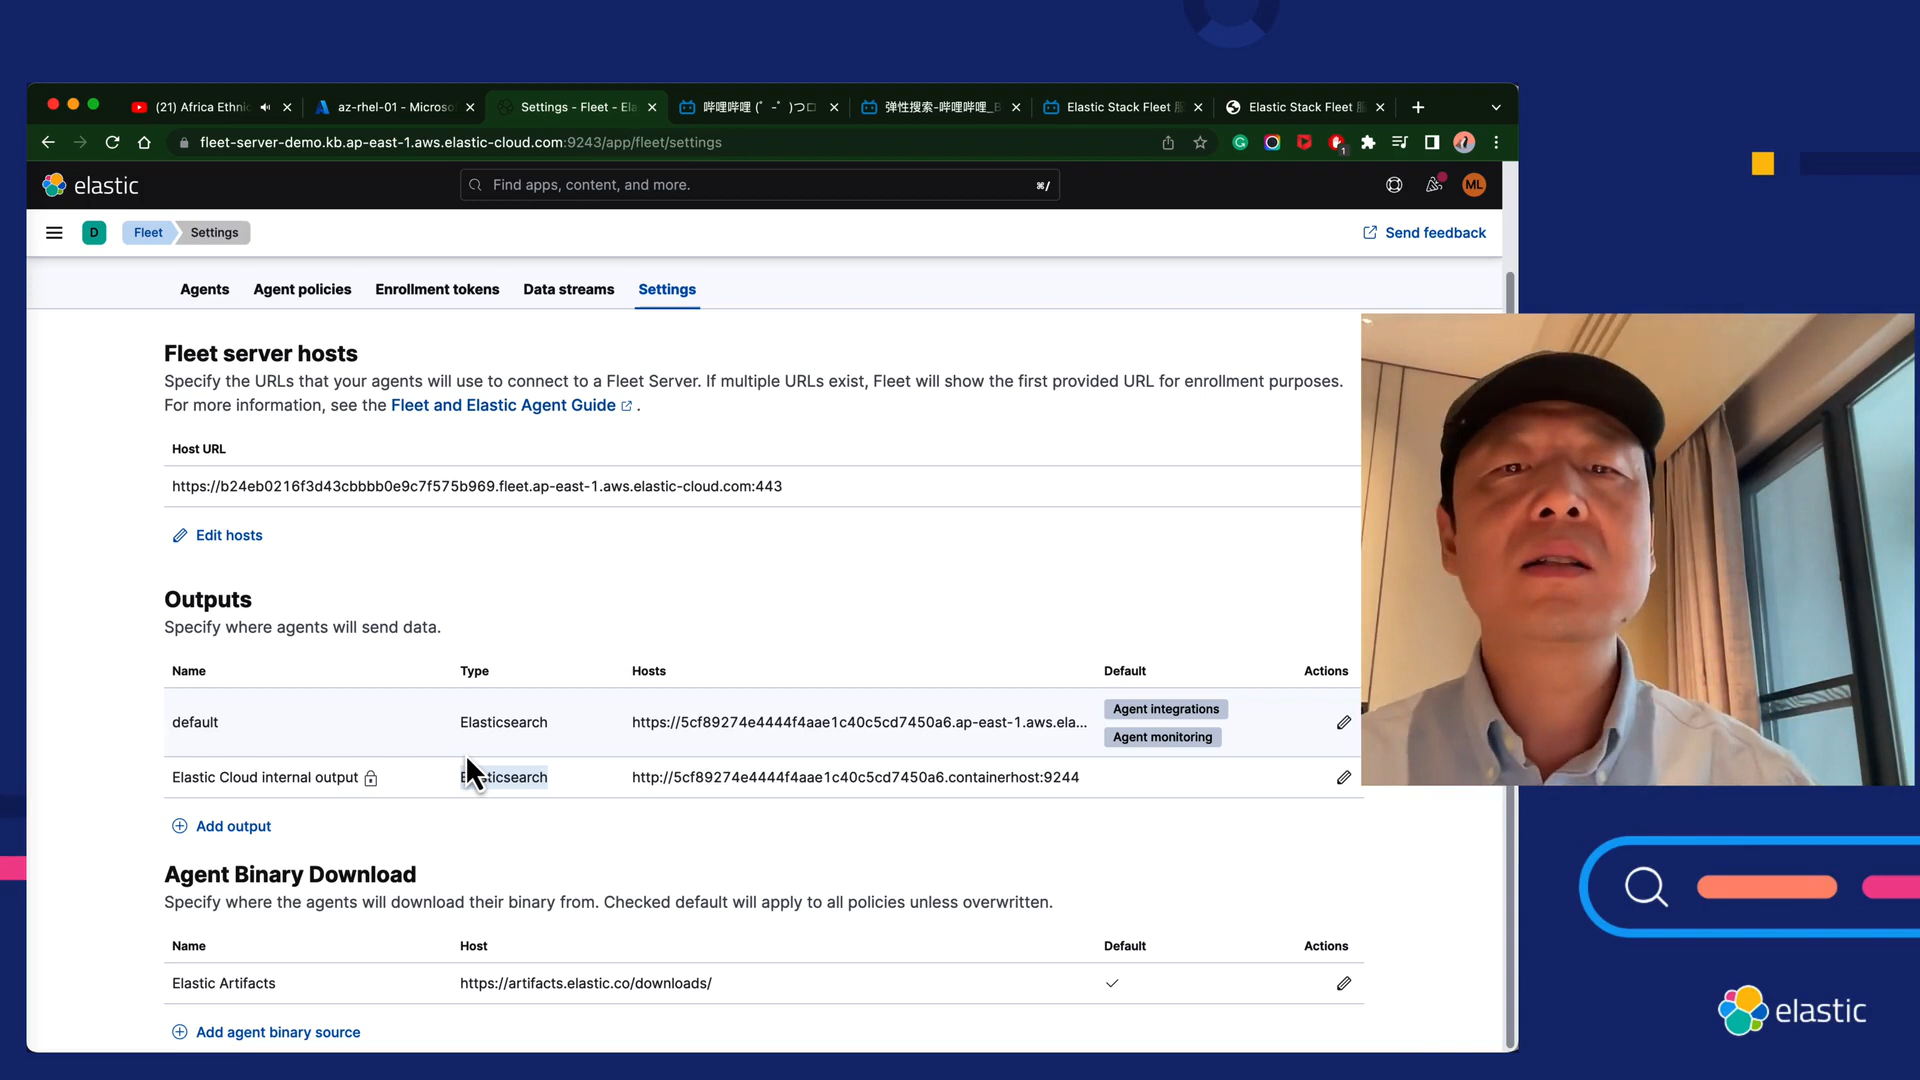 (21) Africa Ethni
az-rhel-01 - Microso
Settings - Fleet - Ela
哔哩哔哩 (゜-゜)つロ
弹性搜索-哔哩哔哩_B
Elastic Stack Fleet 服
Elastic Stack Fleet 服
fleet-server-demo.kb.ap-east-1.aws.elastic-cloud.com:9243/app/fleet/settings
1
elastic
Find apps, content, and more.
⌘/
ML
D
Fleet
Settings
Send feedback
Agents
Agent policies
Enrollment tokens
Data streams
Settings
Fleet server hosts
Specify the URLs that your agents will use to connect to a Fleet Server. If multiple URLs exist, Fleet will show the first provided URL for enrollment purposes.
For more information, see the Fleet and Elastic Agent Guide .
Host URL
https://b24eb0216f3d43cbbbb0e9c7f575b969.fleet.ap-east-1.aws.elastic-cloud.com:443
Edit hosts
Outputs
Specify where agents will send data.
Name Type Hosts Default Actions
default Elasticsearch https://5cf89274e4444f4aae1c40c5cd7450a6.ap-east-1.aws.ela...
Agent integrations
Agent monitoring
Elastic Cloud internal output Elasticsearch http://5cf89274e4444f4aae1c40c5cd7450a6.containerhost:9244
Add output
Agent Binary Download
Specify where the agents will download their binary from. Checked default will apply to all policies unless overwritten.
Name Host Default Actions
Elastic Artifacts https://artifacts.elastic.co/downloads/
Add agent binary source
elastic